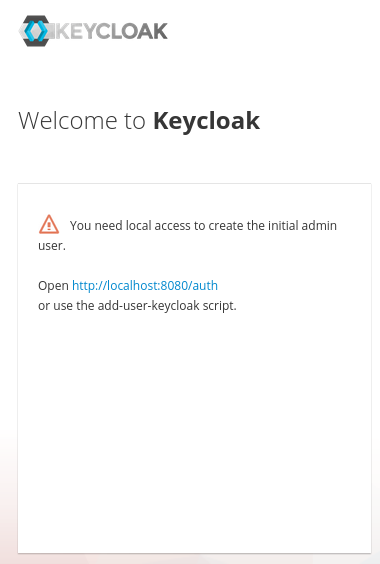 KEYCLOAK
Welcome to Keycloak
You need local access to create the initial admin
user.
Open http://localhost:8080/auth
or use the add-user-keycloak script.